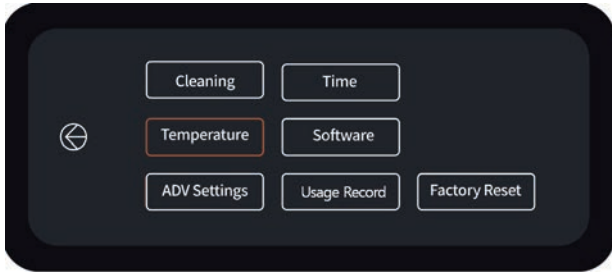 Cleaning
Time
Temperature
Software
ADV Settings
Usage Record
Factory Reset